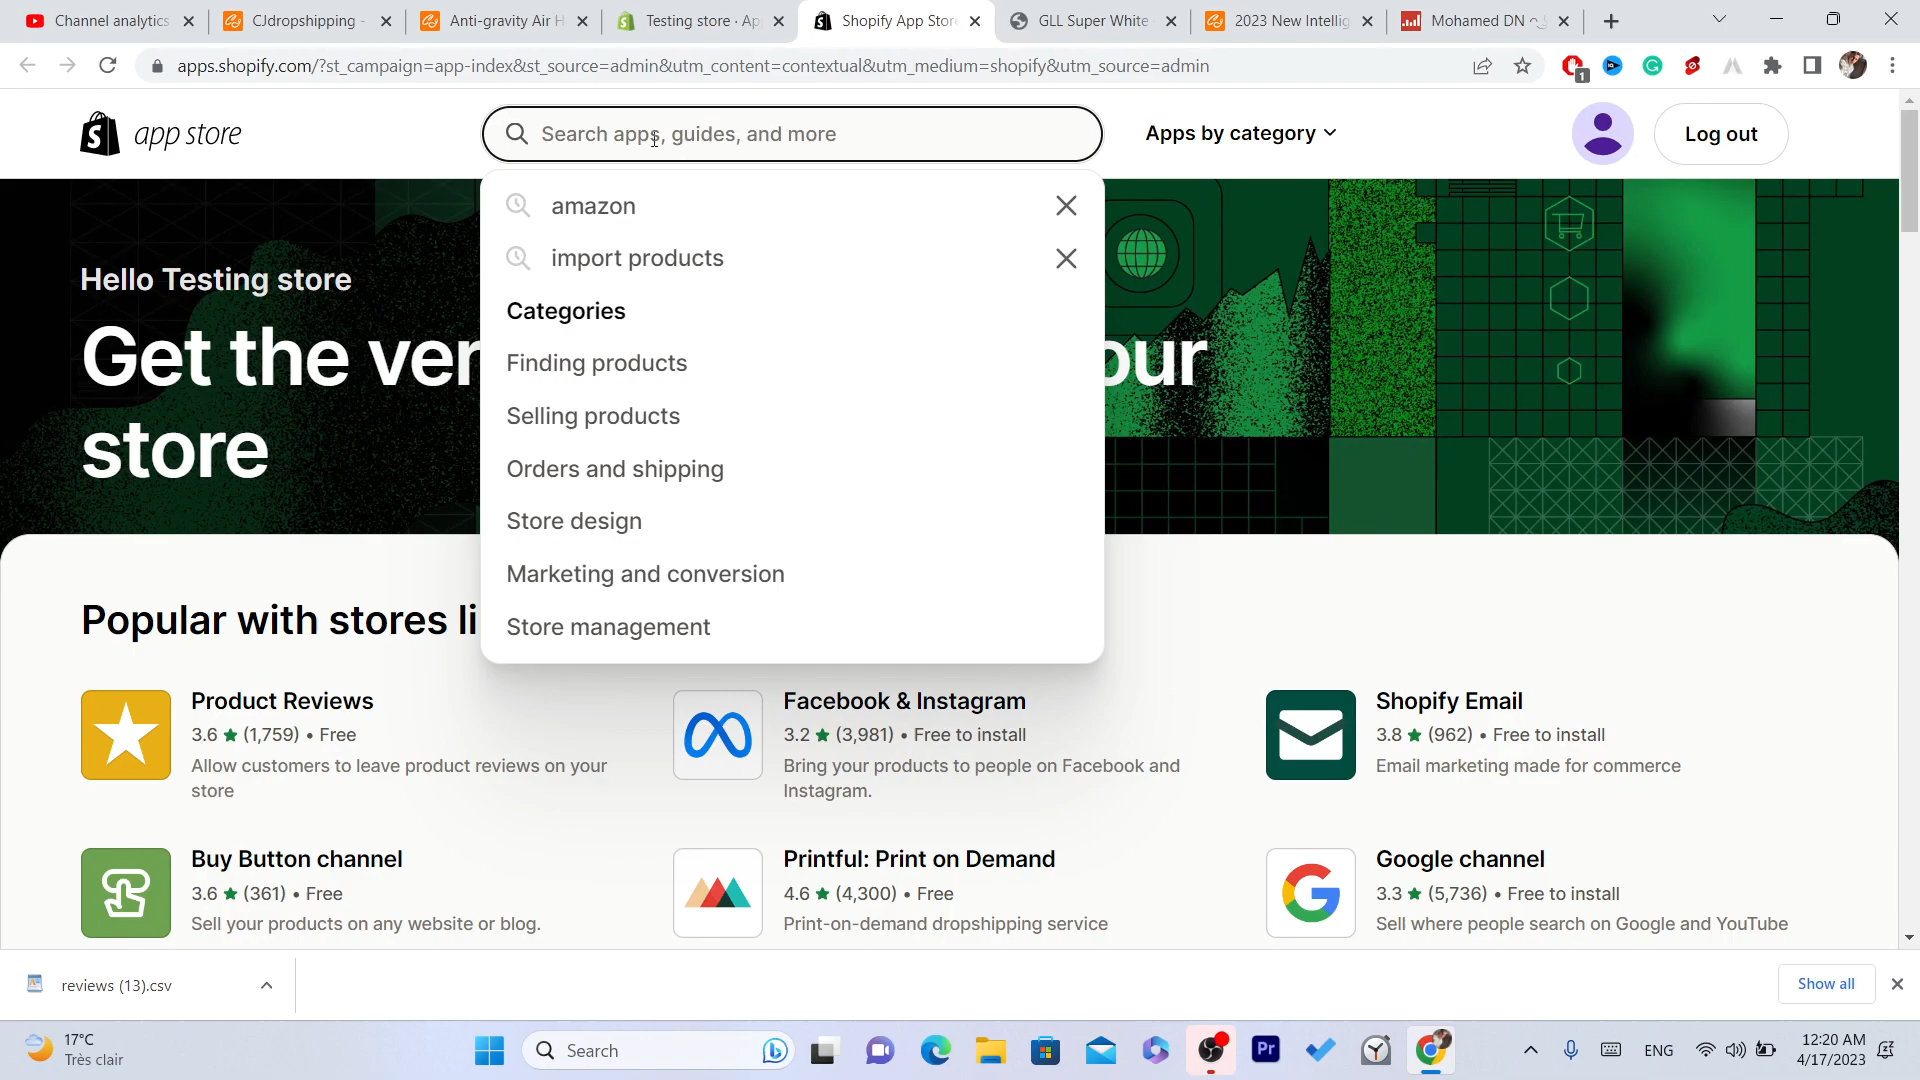 Channel analytics
CJdropshipping -
Anti-gravity Air H
Testing store · Ap
Shopify App Store
GLL Super White
2023 New Intellig
Mohamed DN
apps.shopify.com/?st_campaign=app-index&st_source=admin&utm_content=contextual&utm_medium=shopify&utm_source=admin
1
app store
Search apps, guides, and more
Apps by category
Log out
amazon
import products
Categories
Finding products
Selling products
Orders and shipping
Store design
Marketing and conversion
Store management
Hello Testing store
Get the ver our
store
Popular with stores li
Product Reviews
3.6 ★ (1,759) • Free
Allow customers to leave product reviews on your
store
Facebook & Instagram
3.2 ★ (3,981) • Free to install
Bring your products to people on Facebook and
Instagram.
Shopify Email
3.8 ★ (962) • Free to install
Email marketing made for commerce
Buy Button channel
3.6 ★ (361) • Free
Sell your products on any website or blog.
Printful: Print on Demand
4.6 ★ (4,300) • Free
Print-on-demand dropshipping service
Google channel
3.3 ★ (5,736) • Free to install
Sell where people search on Google and YouTube
reviews (13).csv
Show all
17°C
Très clair
Search
Pr
ENG
12:20 AM
4/17/2023